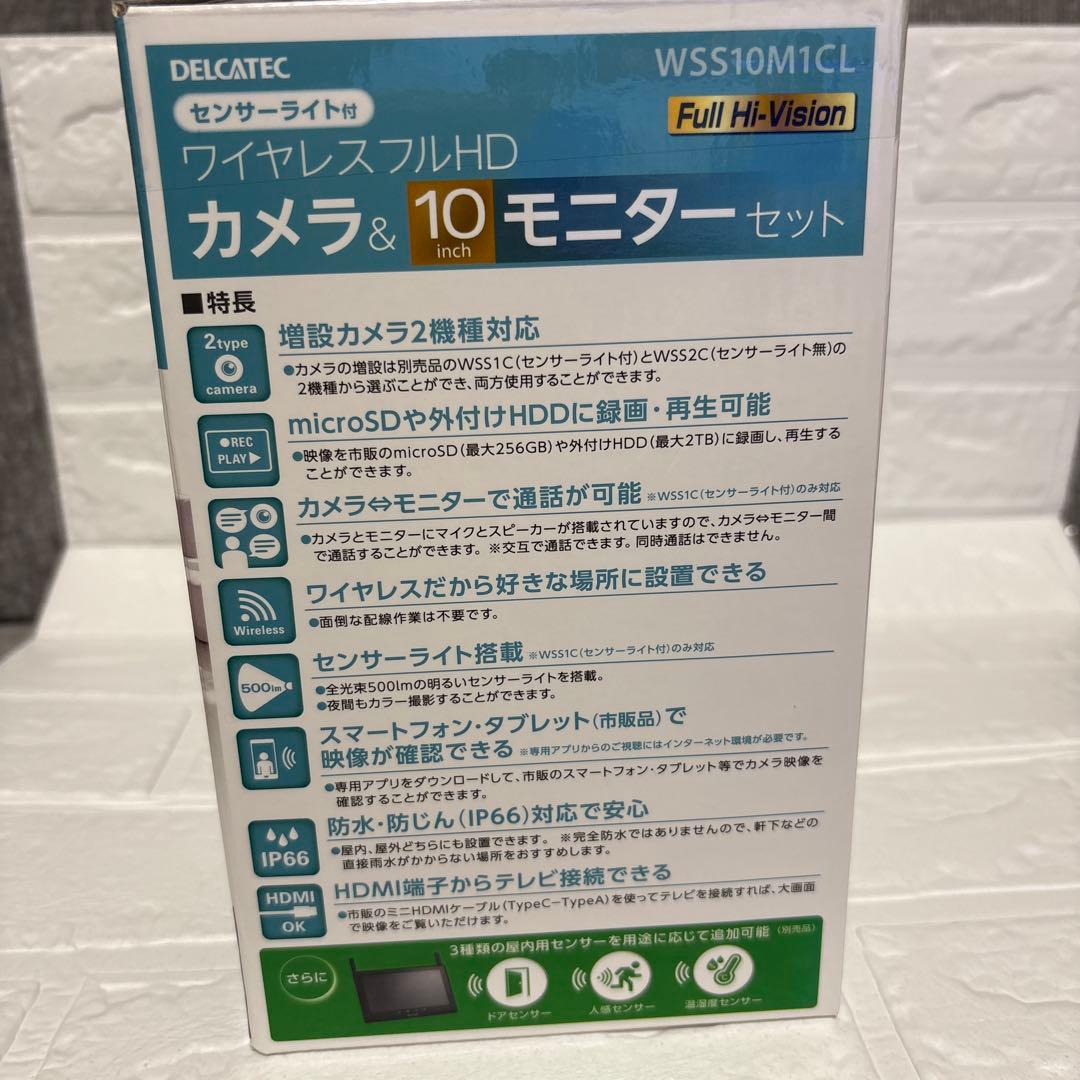 DELCATEC
WSS10M1CL
センサーライト付
Full Hi-Vision
ワイヤレスフルHD
カメラ&10inchモニターセット
■特長
2type
camera
増設カメラ2機種対応
●カメラの増設は別売品のWSS1C(センサーライト付)とWSS2C(センサーライト無)の
2機種から選ぶことができ、両方使用することができます。
●REC
PLAY▶
microSDや外付けHDDに録画・再生可能
●映像を市販のmicroSD(最大256GB)や外付けHDD(最大2TB)に録画し、再生する
ことができます。
カメラ⇔モニターで通話が可能 ※WSS1C(センサーライト付)のみ対応
●カメラとモニターにマイクとスピーカーが搭載されていますので、カメラ⇔モニター間
で通話することができます。 ※交互で通話できます。同時通話はできません。
Wireless
ワイヤレスだから好きな場所に設置できる
●面倒な配線作業は不要です。
500lm
センサーライト搭載 ※WSS1C(センサーライト付)のみ対応
●全光束500lmの明るいセンサーライトを搭載。
●夜間もカラー撮影することができます。
スマートフォン・タブレット(市販品)で
映像が確認できる ※専用アプリからのご視聴にはインターネット環境が必要です。
●専用アプリをダウンロードして、市販のスマートフォン・タブレット等でカメラ映像を
確認することができます。
IP66
防水・防じん(IP66)対応で安心
●屋内、屋外どちらにも設置できます。 ※完全防水ではありませんので、軒下などの
直接雨水がかからない場所をおすすめします。
HDMI
OK
HDMI端子からテレビ接続できる
●市販のミニHDMIケーブル(TypeC−TypeA)を使ってテレビを接続すれば、大画面
で映像をご覧いただけます。
3種類の屋内用センサーを用途に応じて追加可能 (別売品)
さらに
ドアセンサー
人感センサー
温湿度センサー